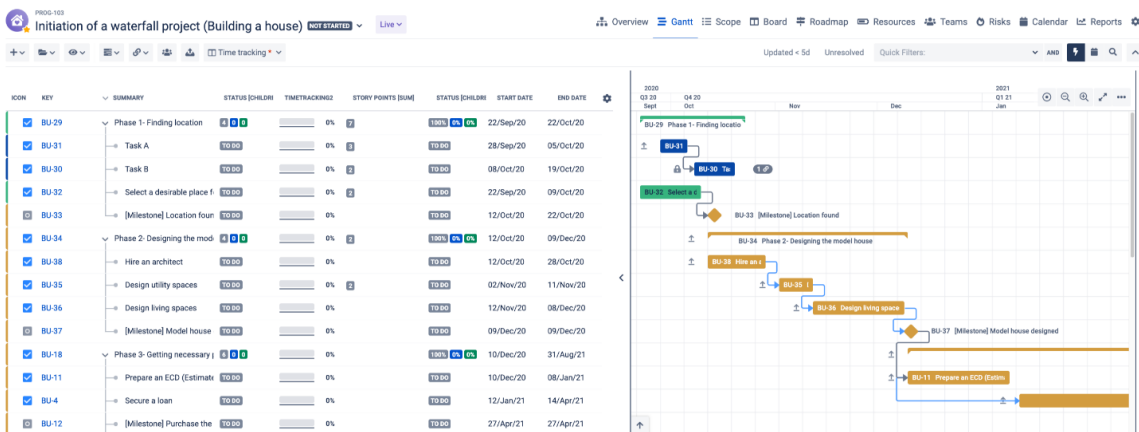 PROG-103
Initiation of a waterfall project (Building a house) NOT STARTED Live
Overview Gantt Scope Board Roadmap Resources Teams Risks Calendar Reports
Time tracking * Updated < 5d Unresolved Quick Filters: AND
ICON KEY SUMMARY STATUS [CHILDRI TIMETRACKING2 STORY POINTS [SUM] STATUS [CHILDRI START DATE END DATE
2020 2021
Q3 20 Q4 20 Q1 21
Sept Oct Nov Dec Jan
BU-29 Phase 1- Finding location 4 0 0 0% 7 100% 0% 0% 22/Sep/20 22/Oct/20
BU-29 Phase 1- Finding locatio
BU-31 Task A TO DO 0% 3 TO DO 28/Sep/20 05/Oct/20
BU-31
BU-30 Task B TO DO 0% 2 TO DO 08/Oct/20 19/Oct/20
BU-30 Ta 1
BU-32 Select a desirable place f TO DO 0% 2 TO DO 22/Sep/20 09/Oct/20
BU-32 Select a d
BU-33 [Milestone] Location foun TO DO 0% TO DO 12/Oct/20 22/Oct/20
BU-33 [Milestone] Location found
BU-34 Phase 2- Designing the mod 4 0 0 0% 2 100% 0% 0% 12/Oct/20 09/Dec/20
BU-34 Phase 2- Designing the model house
BU-38 Hire an architect TO DO 0% TO DO 12/Oct/20 28/Oct/20
BU-38 Hire an a
BU-35 Design utility spaces TO DO 0% 2 TO DO 02/Nov/20 11/Nov/20
BU-35
BU-36 Design living spaces TO DO 0% TO DO 12/Nov/20 08/Dec/20
BU-36 Design living space
BU-37 [Milestone] Model house TO DO 0% TO DO 09/Dec/20 09/Dec/20
BU-37 [Milestone] Model house designed
BU-18 Phase 3- Getting necessary p 6 0 0 0% 100% 0% 0% 10/Dec/20 31/Aug/21
BU-11 Prepare an ECD (Estimate TO DO 0% TO DO 10/Dec/20 08/Jan/21
BU-11 Prepare an ECD (Estim
BU-4 Secure a loan TO DO 0% TO DO 12/Jan/21 14/Apr/21
BU-12 [Milestone] Purchase the TO DO 0% TO DO 27/Apr/21 27/Apr/21